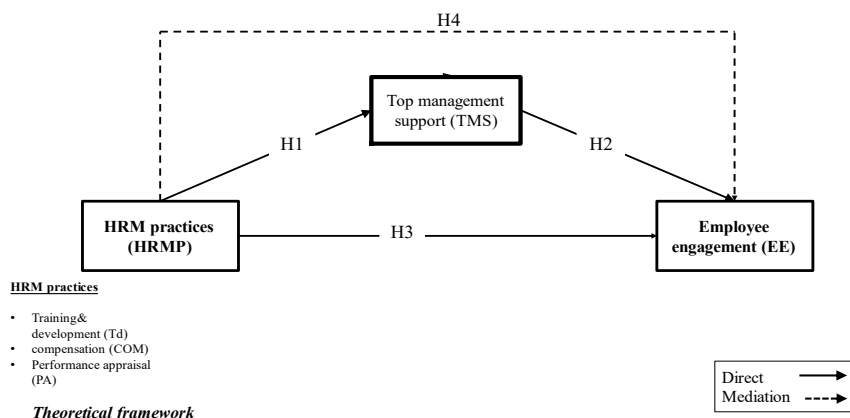 H4
Top management
support (TMS)
H1
H2
HRM practices
(HRMP)
H3
Employee
engagement (EE)
HRM practices
• Training&
development (Td)
• compensation (COM)
• Performance appraisal
(PA)
Theoretical framework
Direct
Mediation